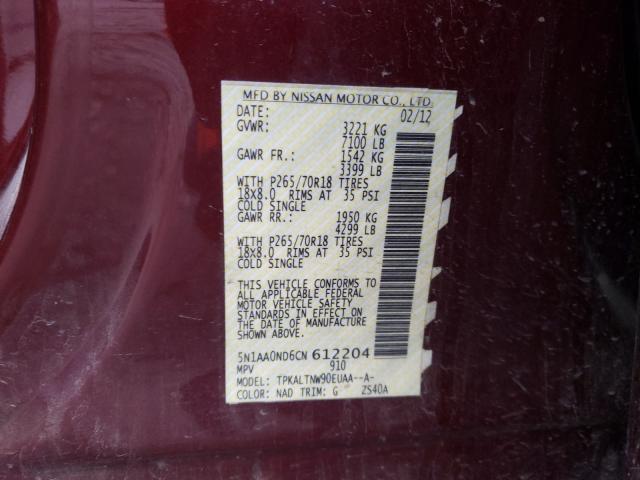 MFD BY NISSAN MOTOR CO., LTD.
DATE: 02/12
GVWR: 3221 KG
7100 LB
GAWR FR.: 1542 KG
3399 LB
WITH P265/70R18 TIRES
18X8.0 RIMS AT 35 PSI
COLD SINGLE
GAWR RR.: 1950 KG
4299 LB
WITH P265/70R18 TIRES
18X8.0 RIMS AT 35 PSI
COLD SINGLE
THIS VEHICLE CONFORMS TO
ALL APPLICABLE FEDERAL
MOTOR VEHICLE SAFETY
STANDARDS IN EFFECT ON
THE DATE OF MANUFACTURE
SHOWN ABOVE.
5N1AA0ND6CN 612204
MPV 910
MODEL: TPKALTNW90EUAA--A-
COLOR: NAD TRIM: G ZS40A